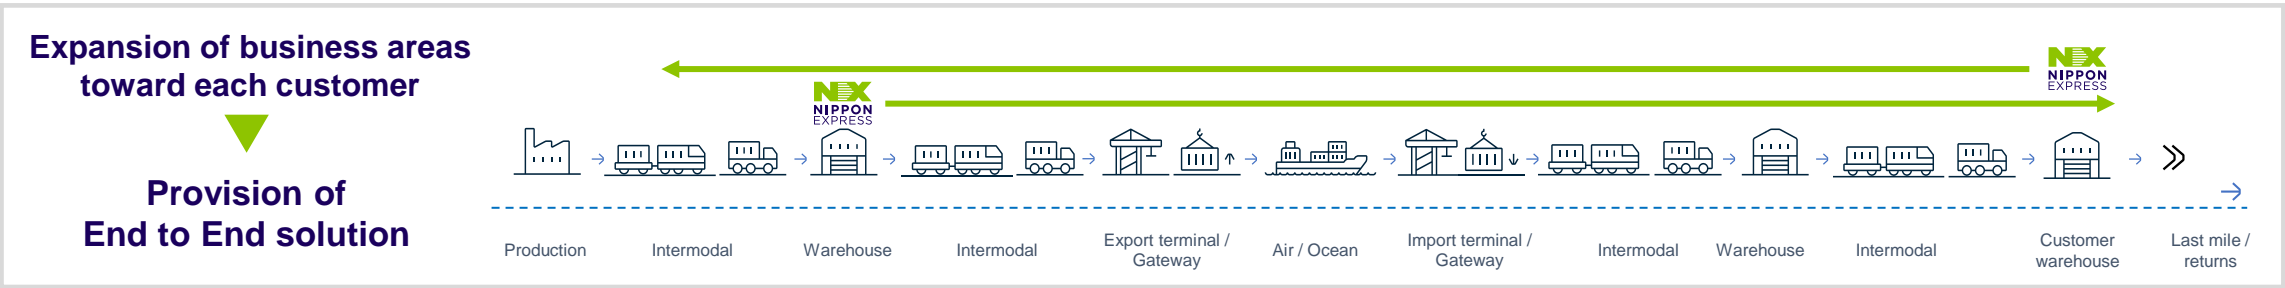 Expansion of business areas
toward each customer
Provision of
End to End solution
NX
NIPPON
EXPRESS
NX
NIPPON
EXPRESS
Production
Intermodal
Warehouse
Intermodal
Export terminal /
Gateway
Air / Ocean
Import terminal /
Gateway
Intermodal
Warehouse
Intermodal
Customer
warehouse
Last mile /
returns